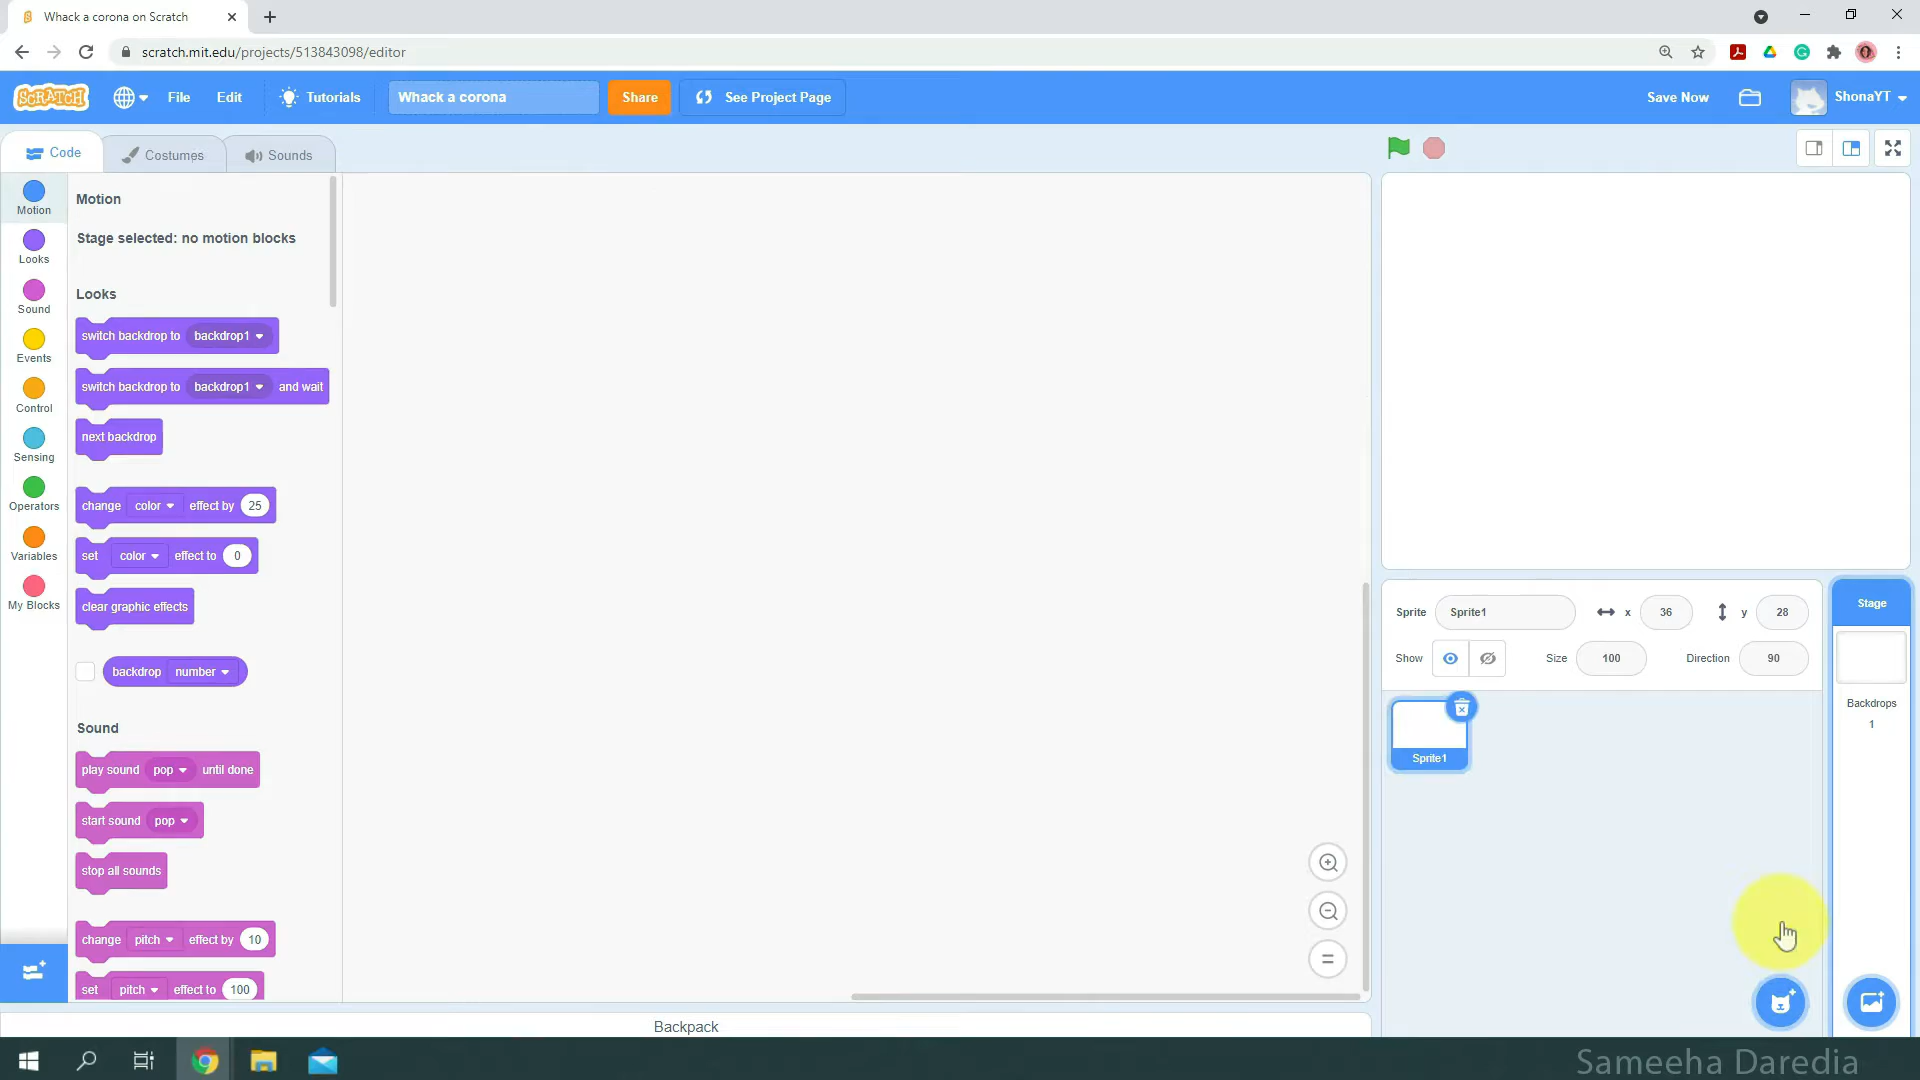 Whack a corona on Scratch
scratch.mit.edu/projects/513843098/editor
SCRATCH
File
Edit
Tutorials
Whack a corona
Share
See Project Page
Save Now
ShonaYT
Code
Costumes
Sounds
Motion
Looks
Sound
Events
Control
Sensing
Operators
Variables
My Blocks
Motion
Stage selected: no motion blocks
Looks
switch backdrop to backdrop1
switch backdrop to backdrop1 and wait
next backdrop
change color effect by 25
set color effect to 0
clear graphic effects
backdrop number
Sound
play sound pop until done
start sound pop
stop all sounds
change pitch effect by 10
set pitch effect to 100
Backpack
Sprite Sprite1 x 36 y 28
Show Size 100 Direction 90
Sprite1
Stage
Backdrops
1
Sameeha Daredia